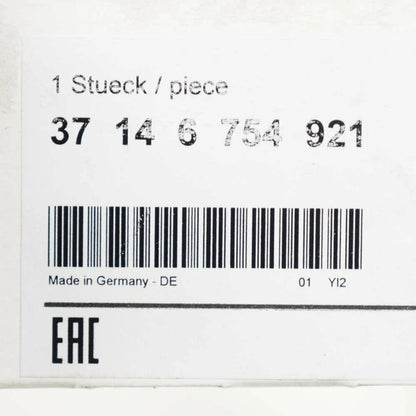 1 Stueck / piece
37 14 6 754 921
Made in Germany - DE 01 YI2
EAC